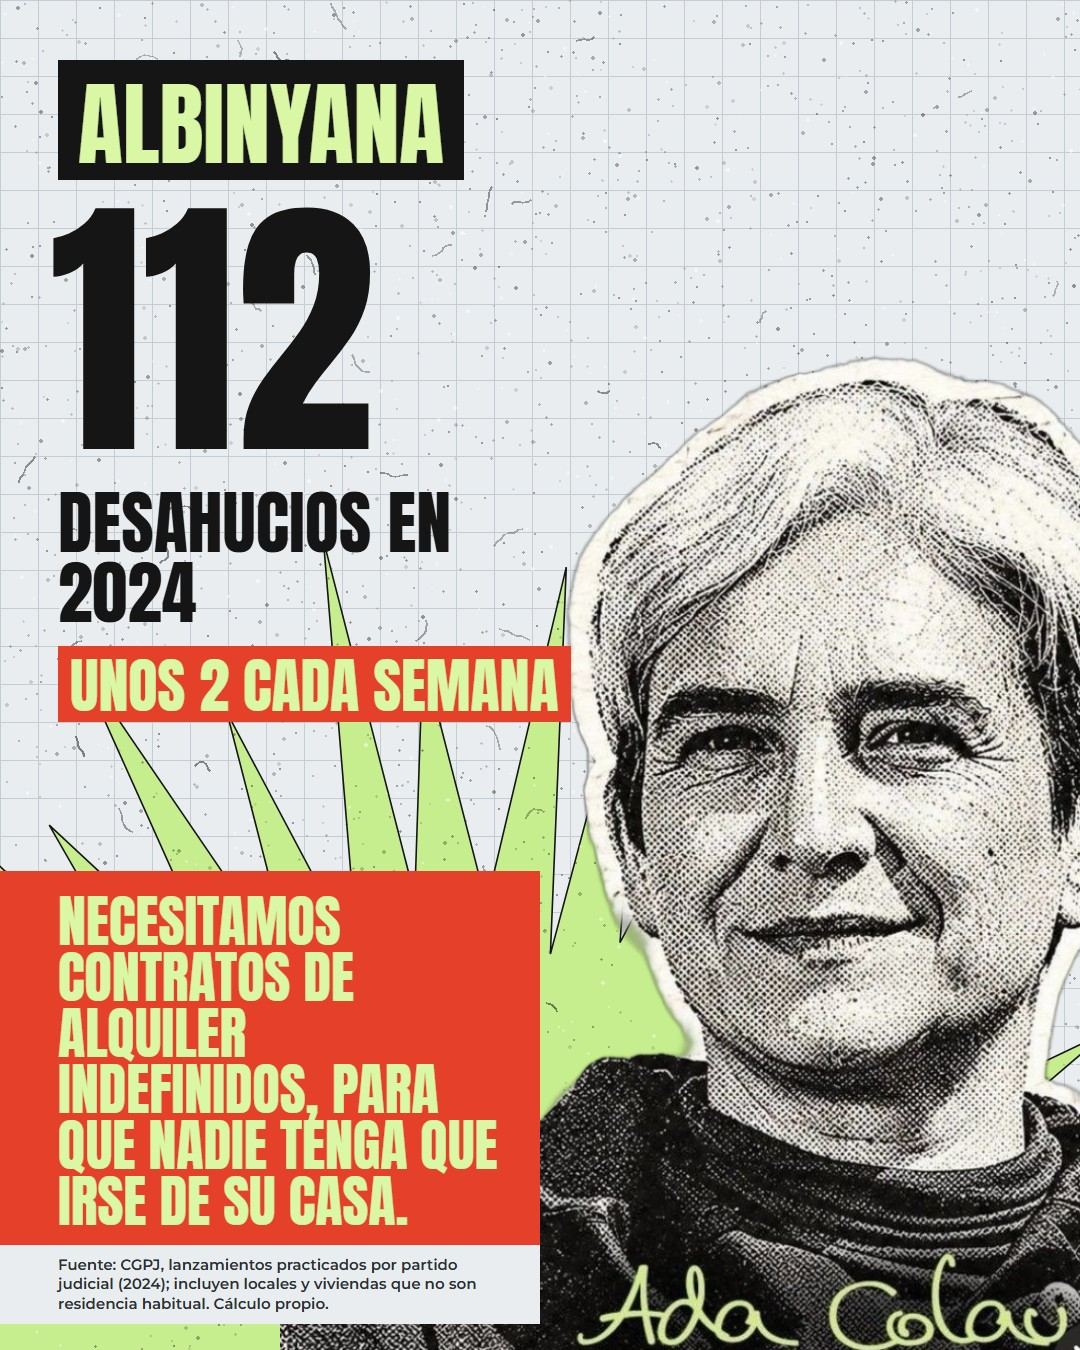 ALBINYANA
112
DESAHUCIOS EN
2024
UNOS 2 CADA SEMANA
NECESITAMOS
CONTRATOS DE
ALQUILER
INDEFINIDOS, PARA
QUE NADIE TENGA QUE
IRSE DE SU CASA.
Fuente: CGPJ, lanzamientos practicados por partido
judicial (2024); incluyen locales y viviendas que no son
residencia habitual. Cálculo propio.
Ada Colau